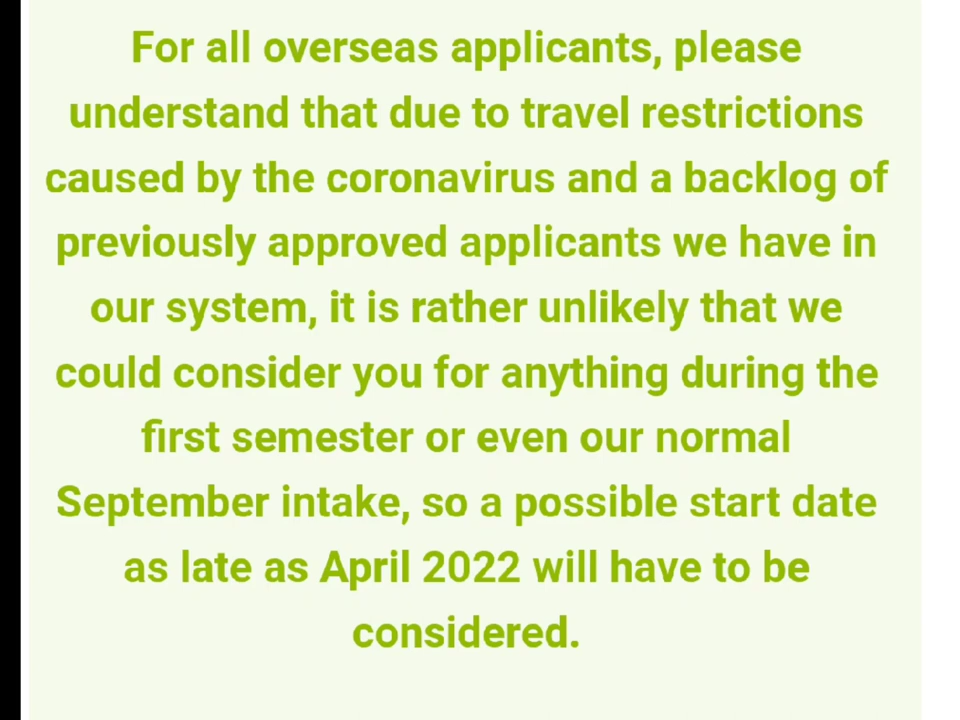 For all overseas applicants, please
understand that due to travel restrictions
caused by the coronavirus and a backlog of
previously approved applicants we have in
our system, it is rather unlikely that we
could consider you for anything during the
first semester or even our normal
September intake, so a possible start date
as late as April 2022 will have to be
considered.